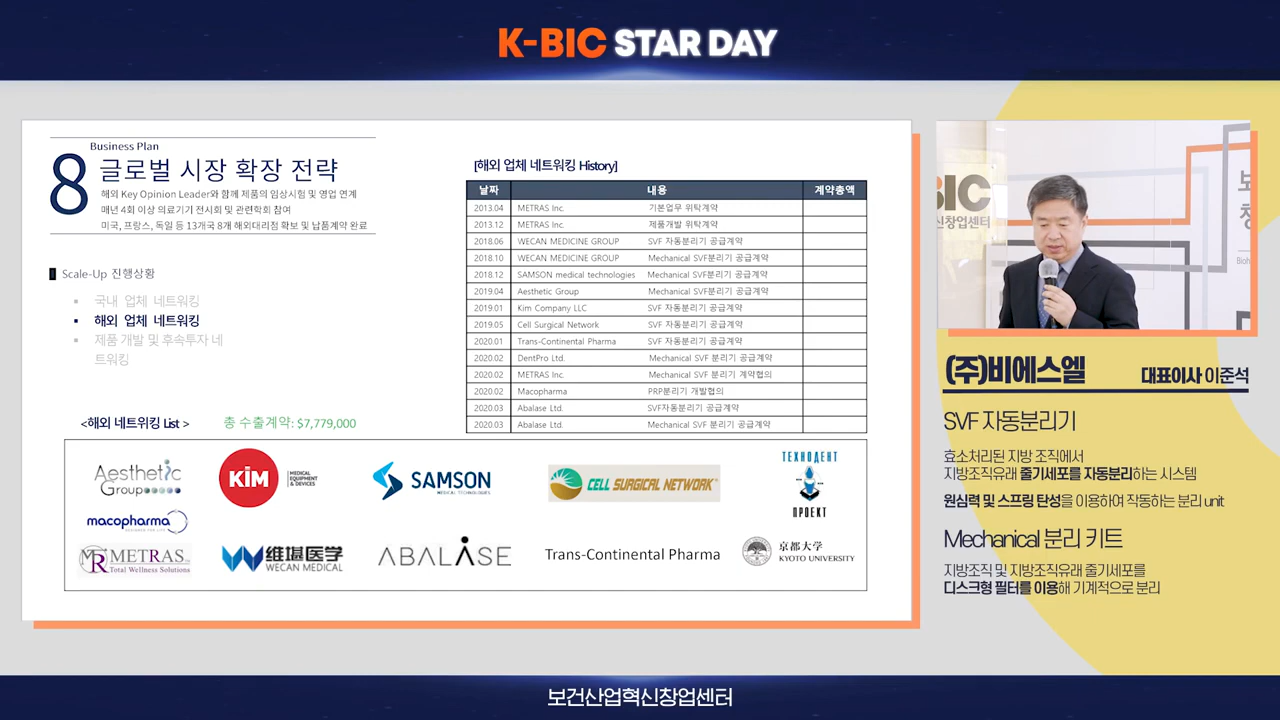 K-BIC STAR DAY
Business Plan
8 글로벌 시장 확장 전략
해외 Key Opinion Leader와 함께 제품의 임상시험 및 영업 연계
매년 4회 이상 의료기기 전시회 및 관련학회 참여
미국, 프랑스, 독일 등 13개국 8개 해외대리점 확보 및 납품계약 완료
Scale-Up 진행상황
▪ 국내 업체 네트워킹
▪ 해외 업체 네트워킹
▪ 제품 개발 및 후속투자 네
트워킹
[해외 업체 네트워킹 History]
날짜 내용 계약총액
2013.04 METRAS Inc. 기본업무 위탁계약
2013.12 METRAS Inc. 제품개발 위탁계약
2018.06 WECAN MEDICINE GROUP SVF 자동분리기 공급계약
2018.10 WECAN MEDICINE GROUP Mechanical SVF분리기 공급계약
2018.12 SAMSON medical technologies Mechanical SVF분리기 공급계약
2019.04 Aesthetic Group Mechanical SVF분리기 공급계약
2019.01 Kim Company LLC SVF 자동분리기 공급계약
2019.05 Cell Surgical Network SVF 자동분리기 공급계약
2020.01 Trans-Continental Pharma SVF 자동분리기 공급계약
2020.02 DentPro Ltd. Mechanical SVF 분리기 공급계약
2020.02 METRAS Inc. Mechanical SVF 분리기 계약협의
2020.02 Macopharma PRP분리기 개발협의
2020.03 Abalase Ltd. SVF자동분리기 공급계약
2020.03 Abalase Ltd. Mechanical SVF 분리기 공급계약
<해외 네트위킹 List > 총 수출계약: $7,779,000
Aesthetic
Group
KIM
MEDICAL
EQUIPMENT
& DEVICES
SAMSON
MEDICAL TECHNOLOGIES
CELL SURGICAL NETWORK
ТЕХНОДЕНТ
ПРОЕКТ
macopharma
METRAS
Total Wellness Solutions
维堪医学
WECAN MEDICAL
ABALASE
Trans-Continental Pharma
京都大学
KYOTO UNIVERSITY
BIC
신창업센터
(주)비에스엘 대표이사 이준석
SVF 자동분리기
효소처리된 지방 조직에서
지방조직유래 줄기세포를 자동분리하는 시스템
원심력 및 스프링 탄성을 이용하여 작동하는 분리 unit
Mechanical 분리 키트
지방조직 및 지방조직유래 줄기세포를
디스크형 필터를 이용해 기계적으로 분리
보건산업혁신창업센터